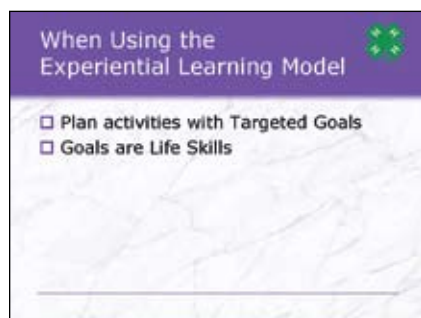 When Using the
Experiential Learning Model
Plan activities with Targeted Goals
Goals are Life Skills